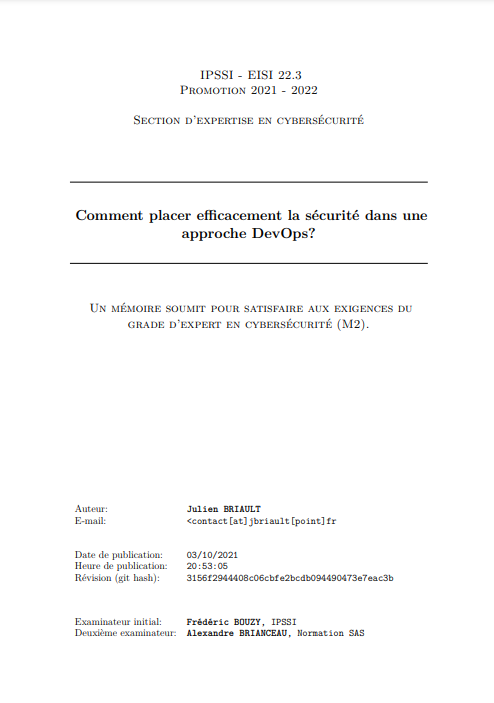 IPSSI - EISI 22.3
Promotion 2021 - 2022
Section d'expertise en cybersécurité
Comment placer efficacement la sécurité dans une
approche DevOps?
Un mémoire soumit pour satisfaire aux exigences du
grade d'expert en cybersécurité (M2).
Auteur: Julien BRIAULT
E-mail: <contact[at]jbriault[point]fr
Date de publication: 03/10/2021
Heure de publication: 20:53:05
Révision (git hash): 3156f2944408c06cbfe2bcdb094490473e7eac3b
Examinateur initial: Frédéric BOUZY, IPSSI
Deuxième examinateur: Alexandre BRIANCEAU, Normation SAS